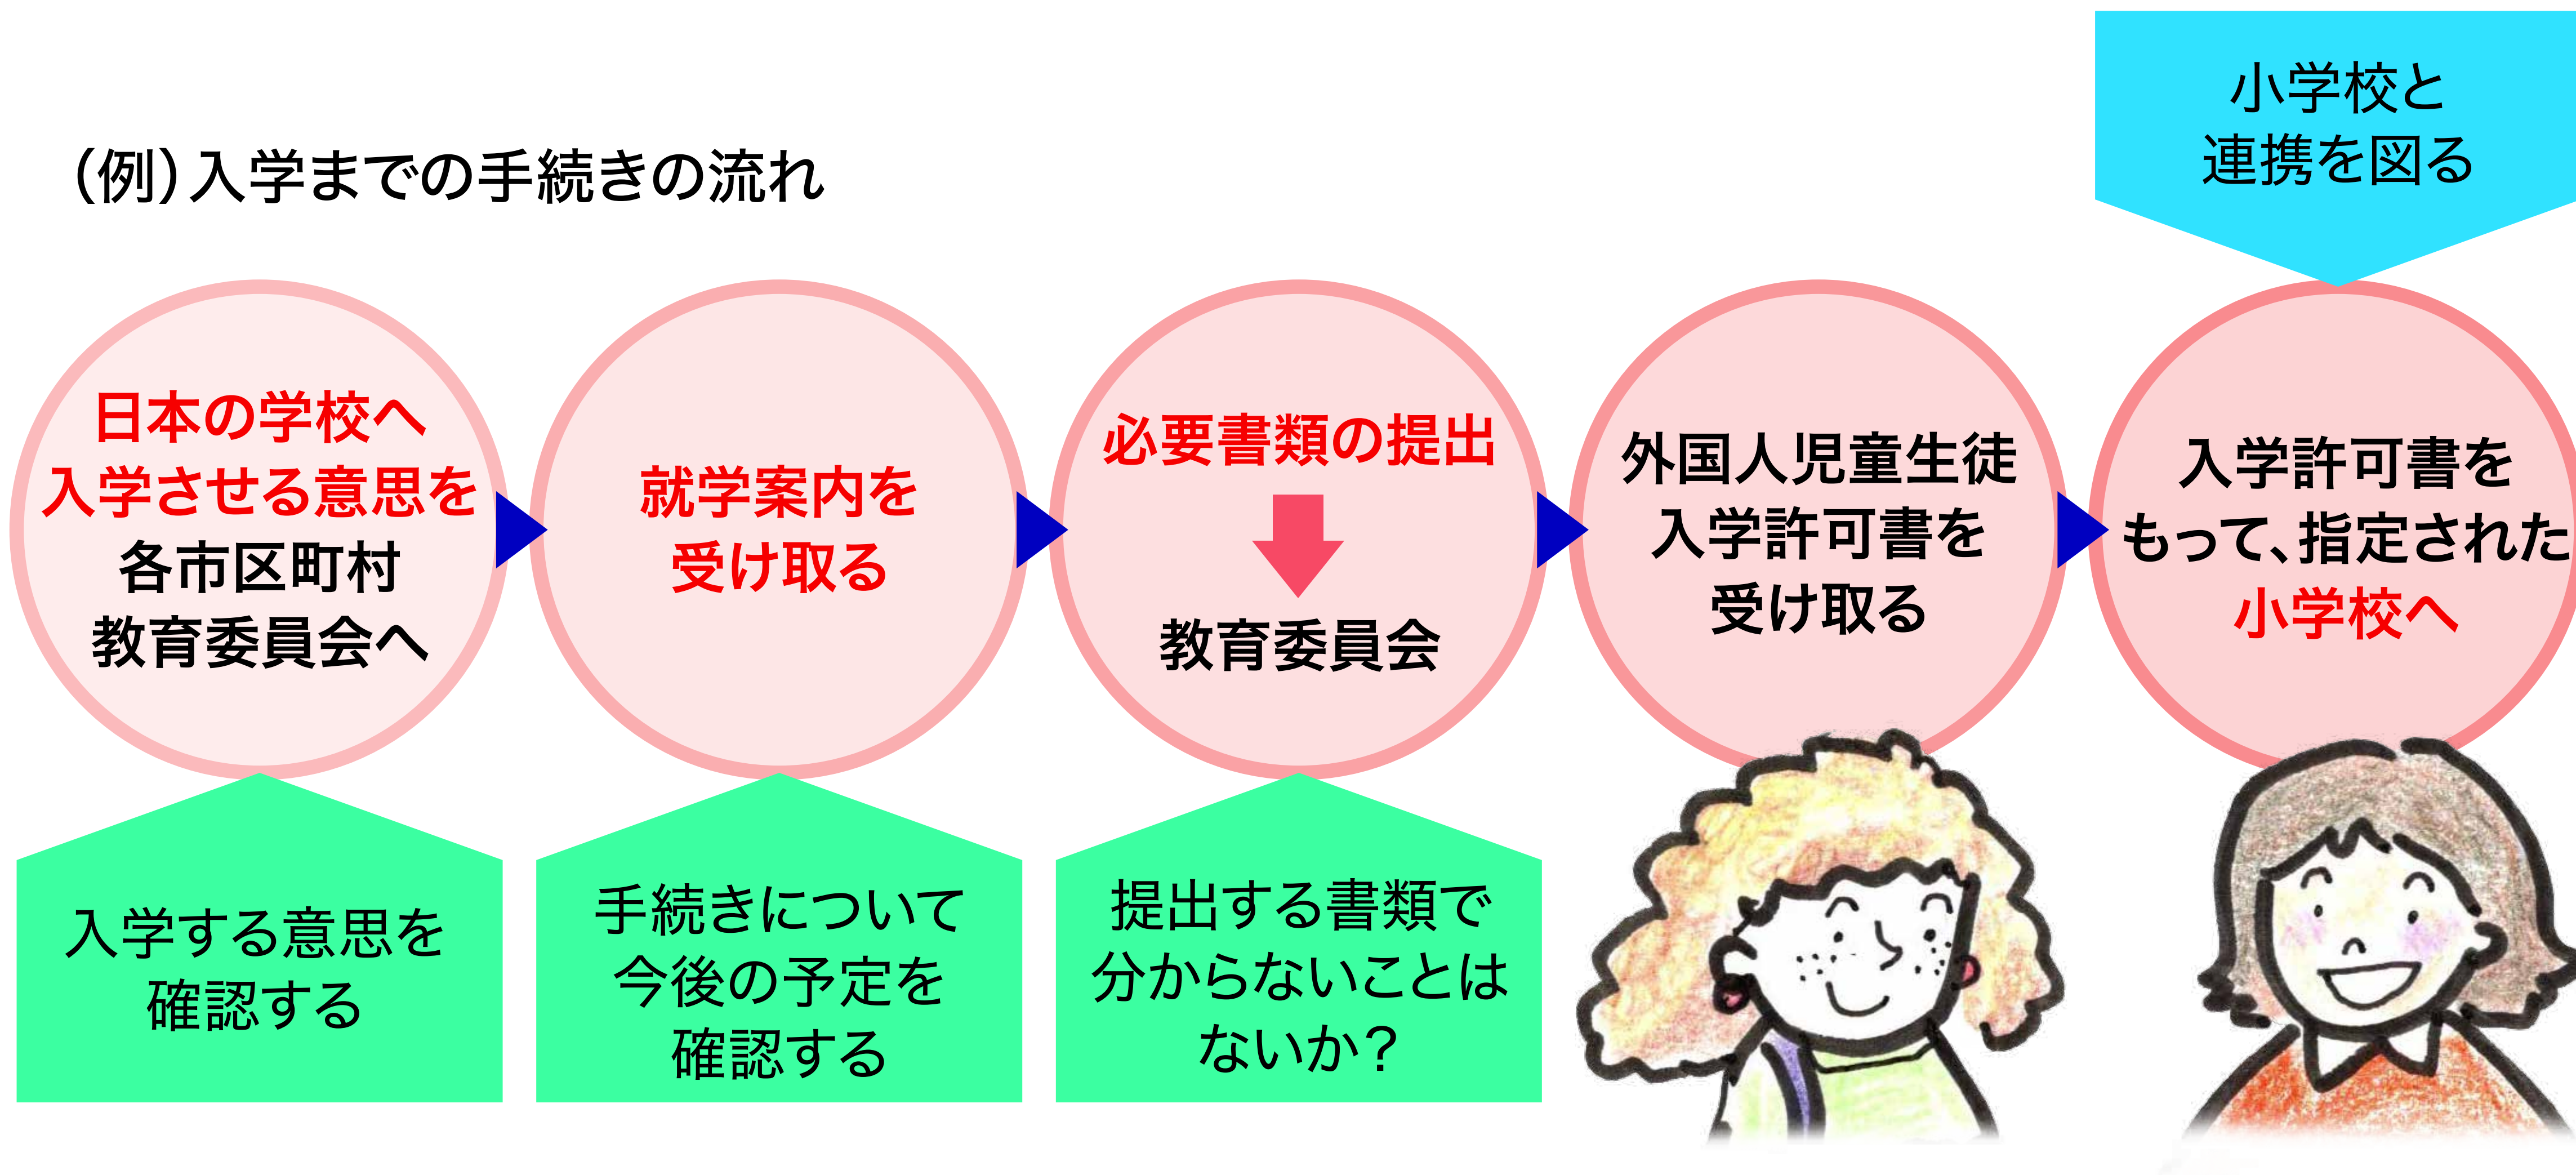 （例）入学までの手続きの流れ
小学校と
連携を図る
日本の学校へ
入学させる意思を
各市区町村
教育委員会へ
就学案内を
受け取る
必要書類の提出
教育委員会
外国人児童生徒
入学許可書を
受け取る
入学許可書を
もって、指定された
小学校へ
入学する意思を
確認する
手続きについて
今後の予定を
確認する
提出する書類で
分からないことは
ないか？